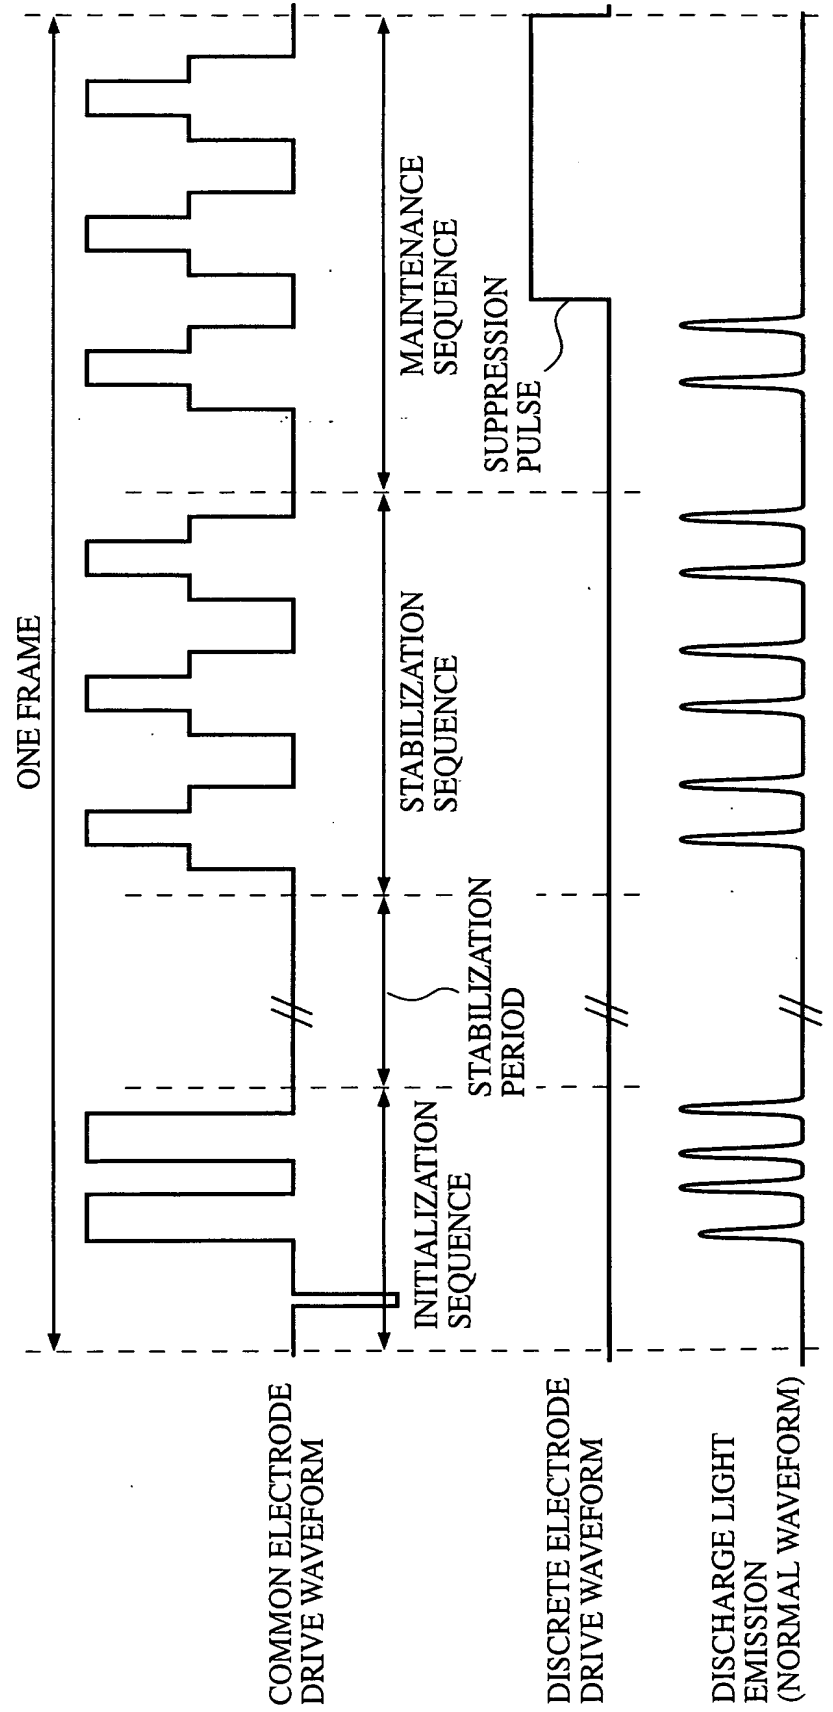 ONE FRAME
COMMON ELECTRODE
DRIVE WAVEFORM
INITIALIZATION
SEQUENCE
STABILIZATION
PERIOD
STABILIZATION
SEQUENCE
MAINTENANCE
SEQUENCE
DISCRETE ELECTRODE
DRIVE WAVEFORM
SUPPRESSION
PULSE
DISCHARGE LIGHT
EMISSION
(NORMAL WAVEFORM)